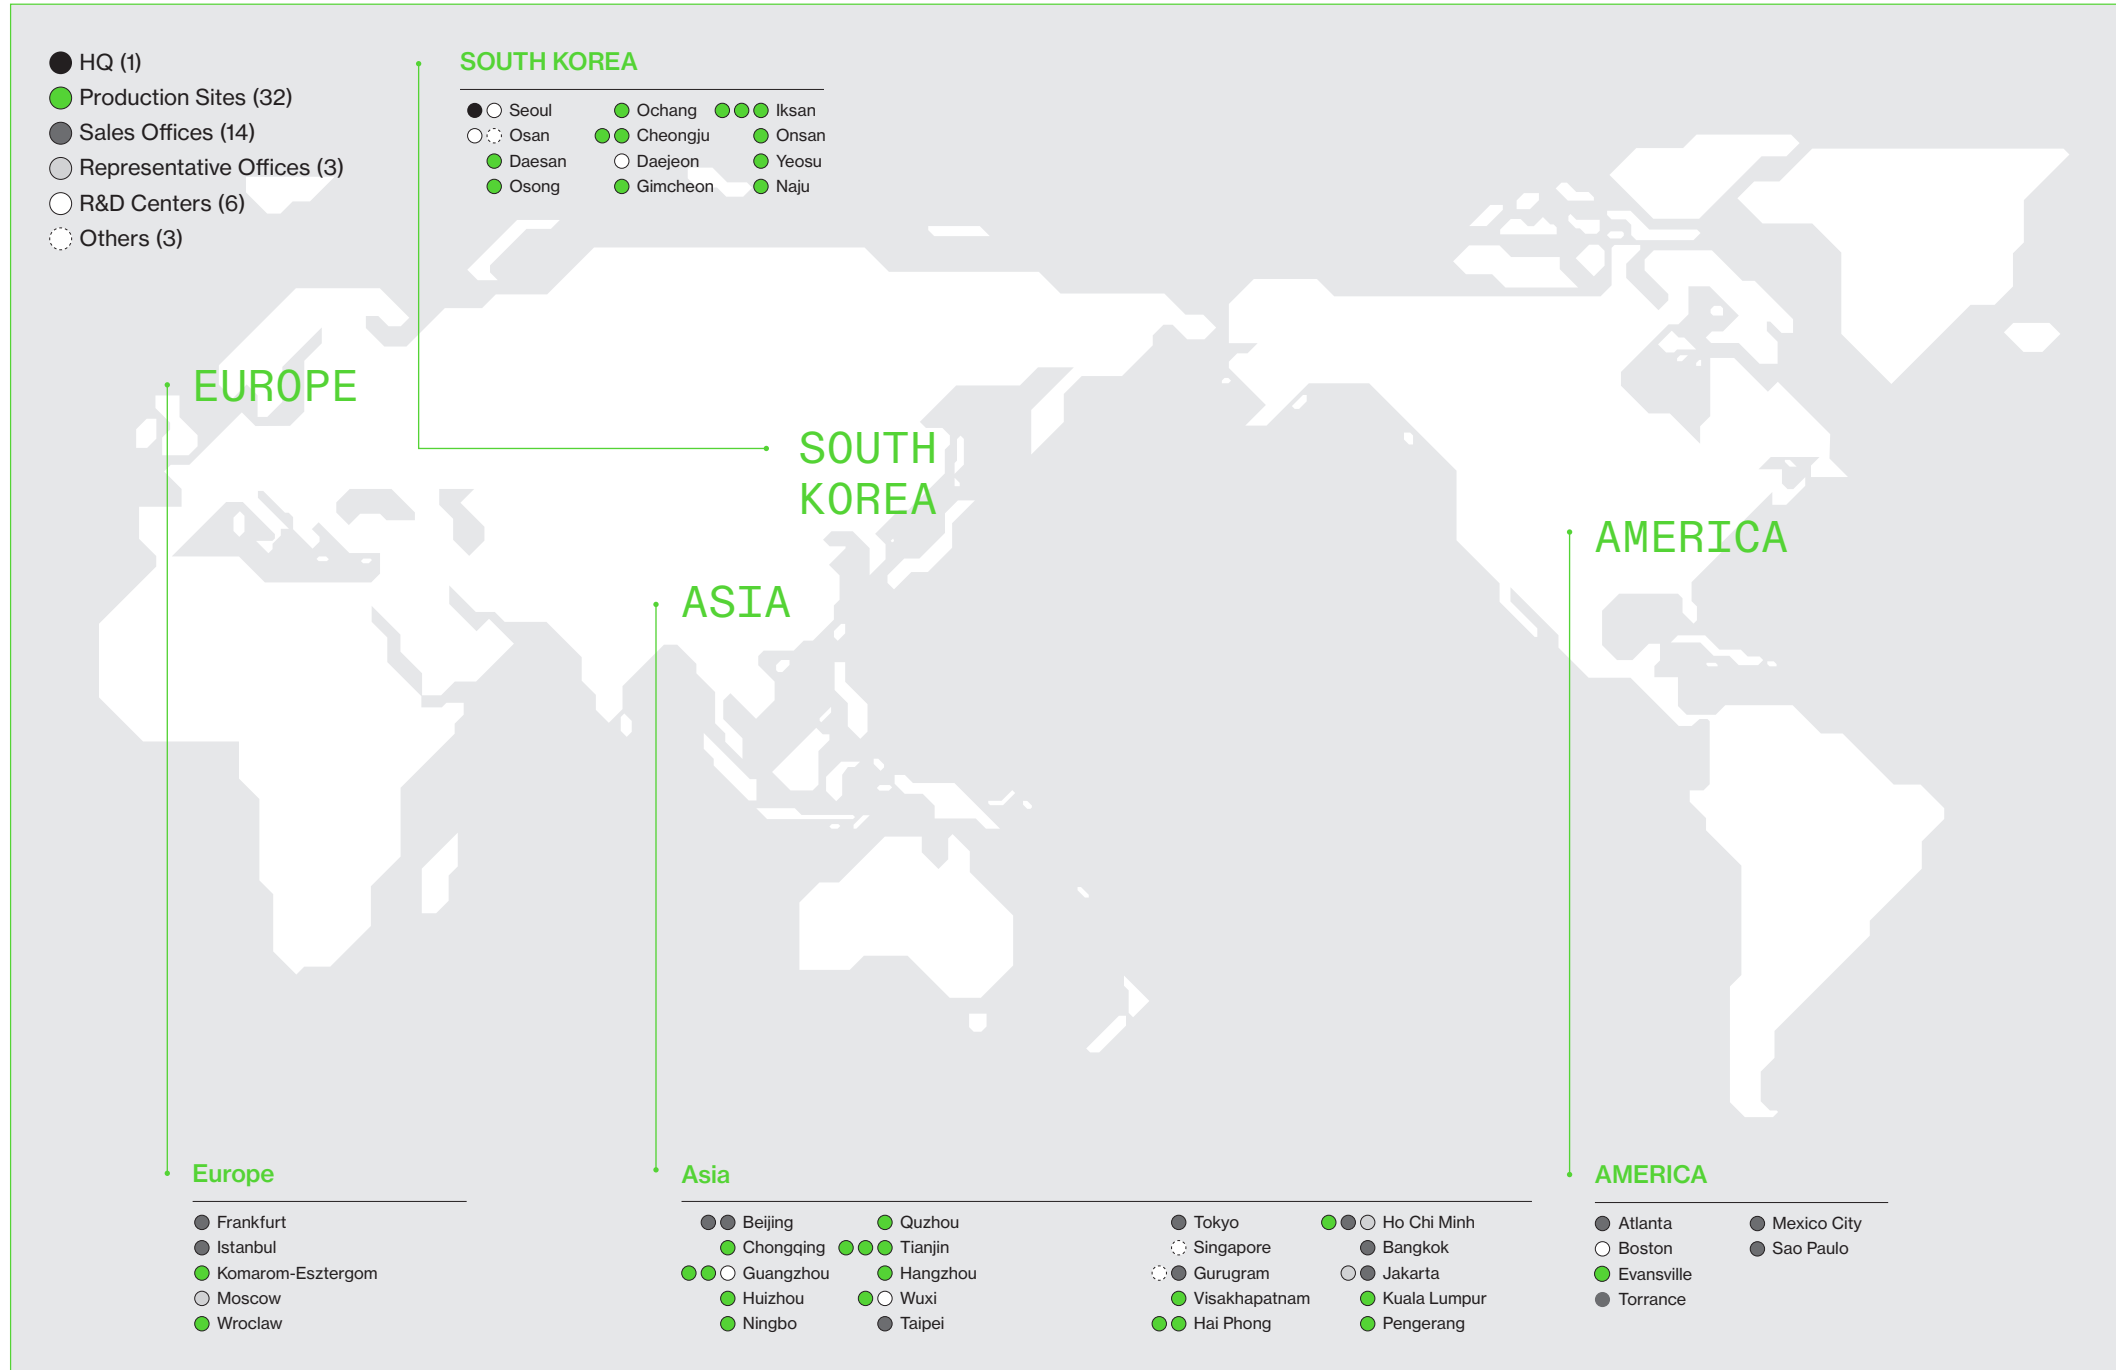 HQ (1)
Production Sites (32)
Sales Offices (14)
Representative Offices (3)
R&D Centers (6)
Others (3)
SOUTH KOREA
Seoul
Osan
Daesan
Osong
Ochang
Cheongju
Daejeon
Gimcheon
Iksan
Onsan
Yeosu
Naju
EUROPE
SOUTH
KOREA
ASIA
AMERICA
Europe
Frankfurt
Istanbul
Komarom-Esztergom
Moscow
Wroclaw
Asia
Beijing
Chongqing
Guangzhou
Huizhou
Ningbo
Quzhou
Tianjin
Hangzhou
Wuxi
Taipei
Tokyo
Singapore
Gurugram
Visakhapatnam
Hai Phong
Ho Chi Minh
Bangkok
Jakarta
Kuala Lumpur
Pengerang
AMERICA
Atlanta
Boston
Evansville
Torrance
Mexico City
Sao Paulo